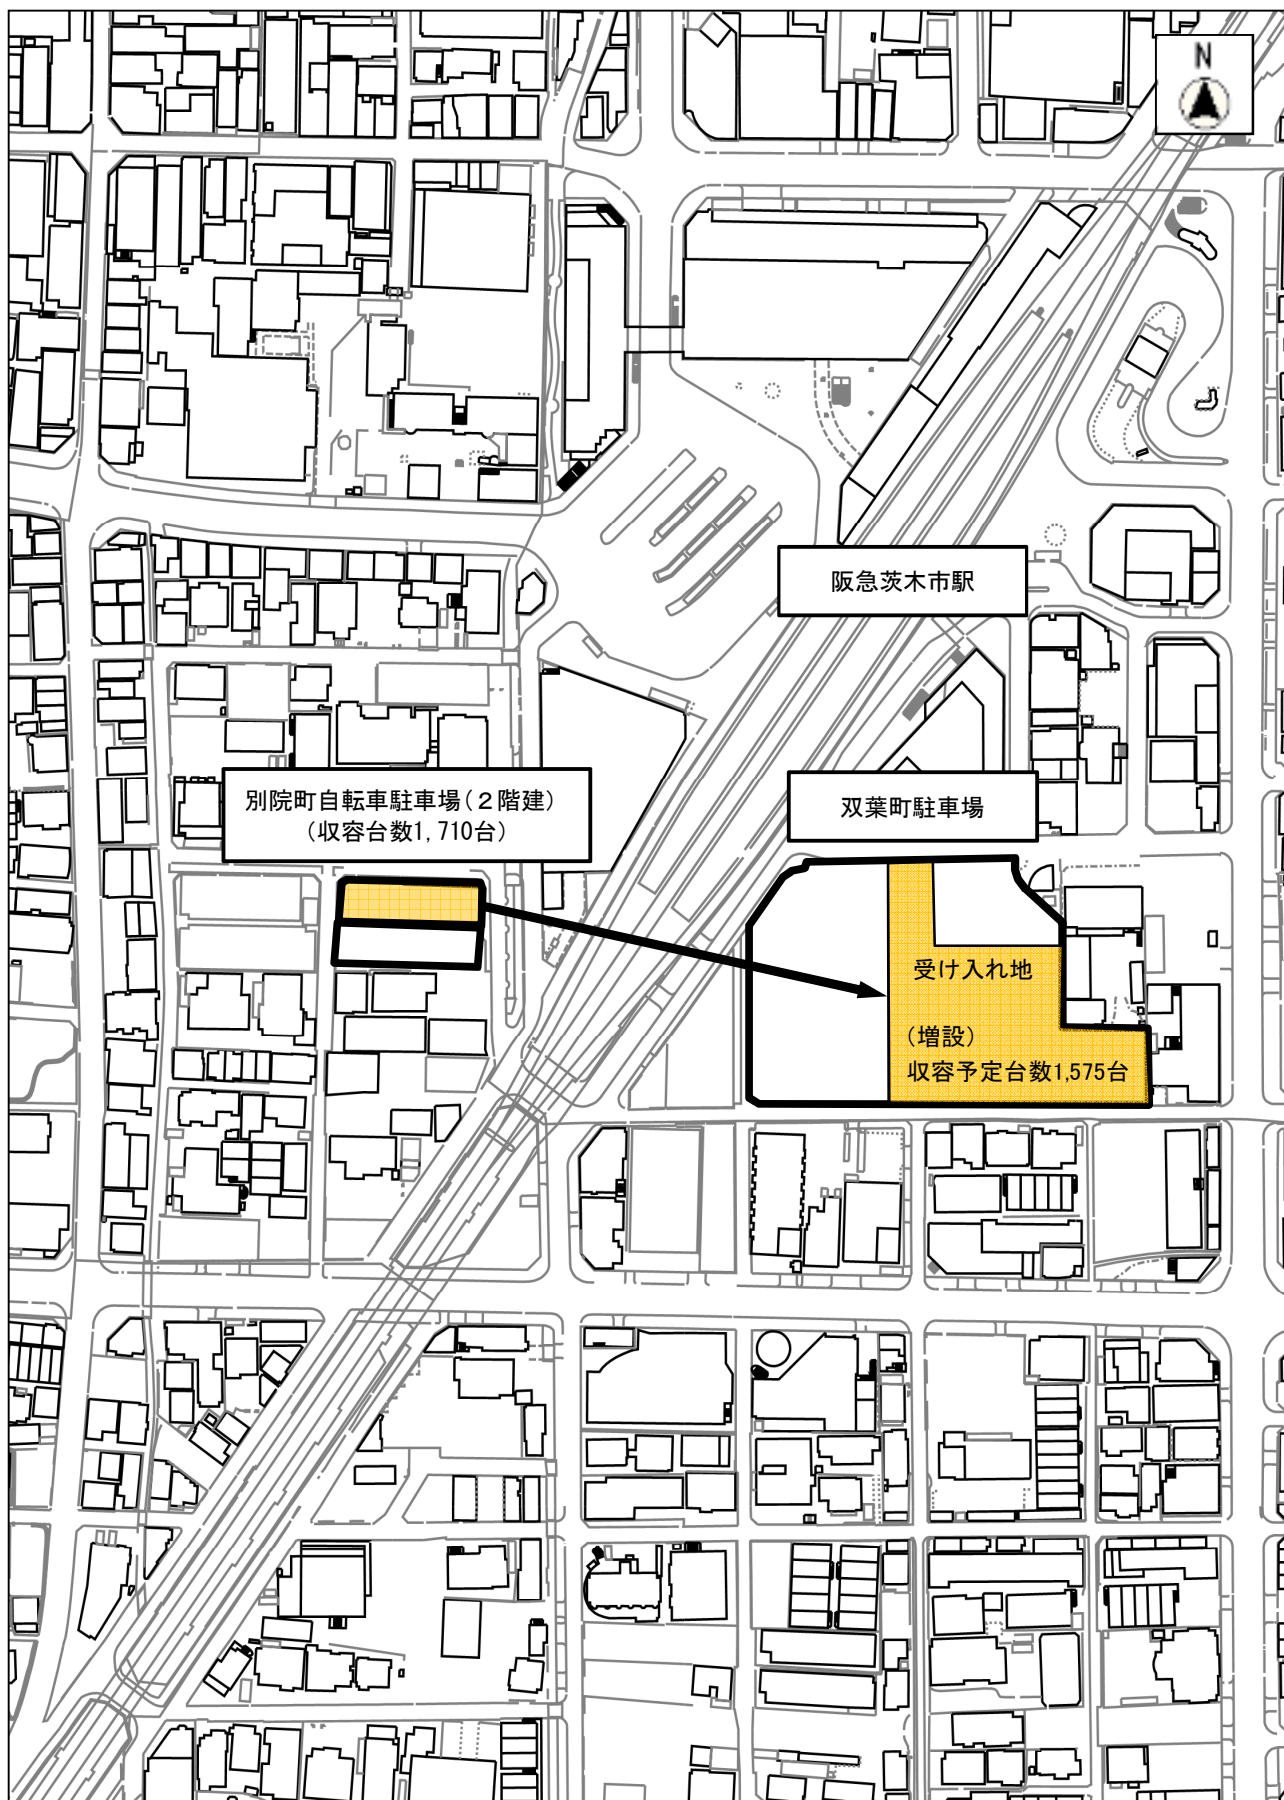 N
阪急茨木市駅
別院町自転車駐車場(２階建)
(収容台数1,710台)
双葉町駐車場
受け入れ地
(増設)
収容予定台数1,575台